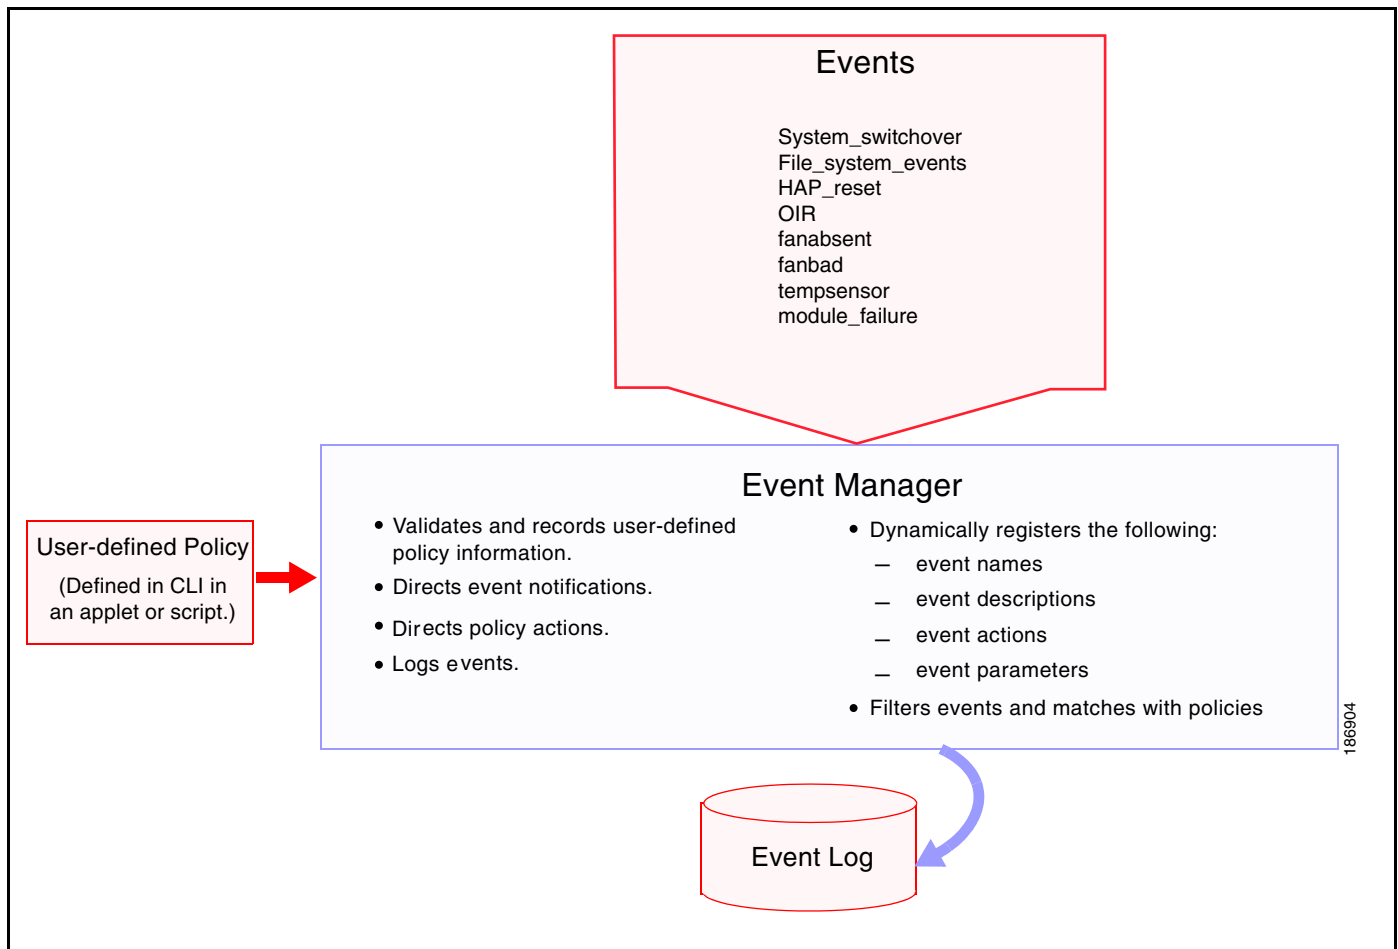 Events
System_switchover
File_system_events
HAP_reset
OIR
fanabsent
fanbad
tempsensor
module_failure
Event Manager
User-defined Policy
(Defined in CLI in
an applet or script.)
• Validates and records user-defined
policy information.
• Directs event notifications.
• Directs policy actions.
• Logs events.
• Dynamically registers the following:
– event names
– event descriptions
– event actions
– event parameters
• Filters events and matches with policies
186904
Event Log